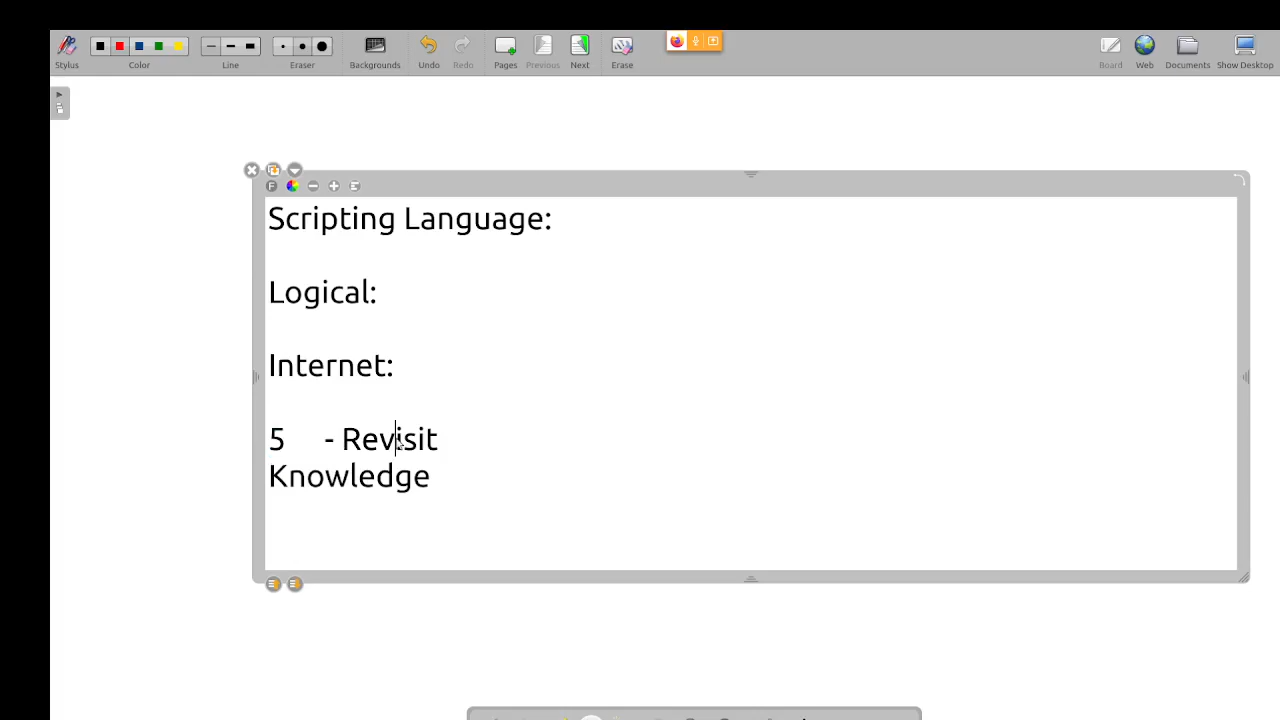 Stylus
Color
Line
Eraser
Backgrounds
Undo
Redo
Pages
Previous
Next
Erase
Board
Web
Documents
Show Desktop
Scripting Language:
Logical:
Internet:
5 - Revisit
Knowledge